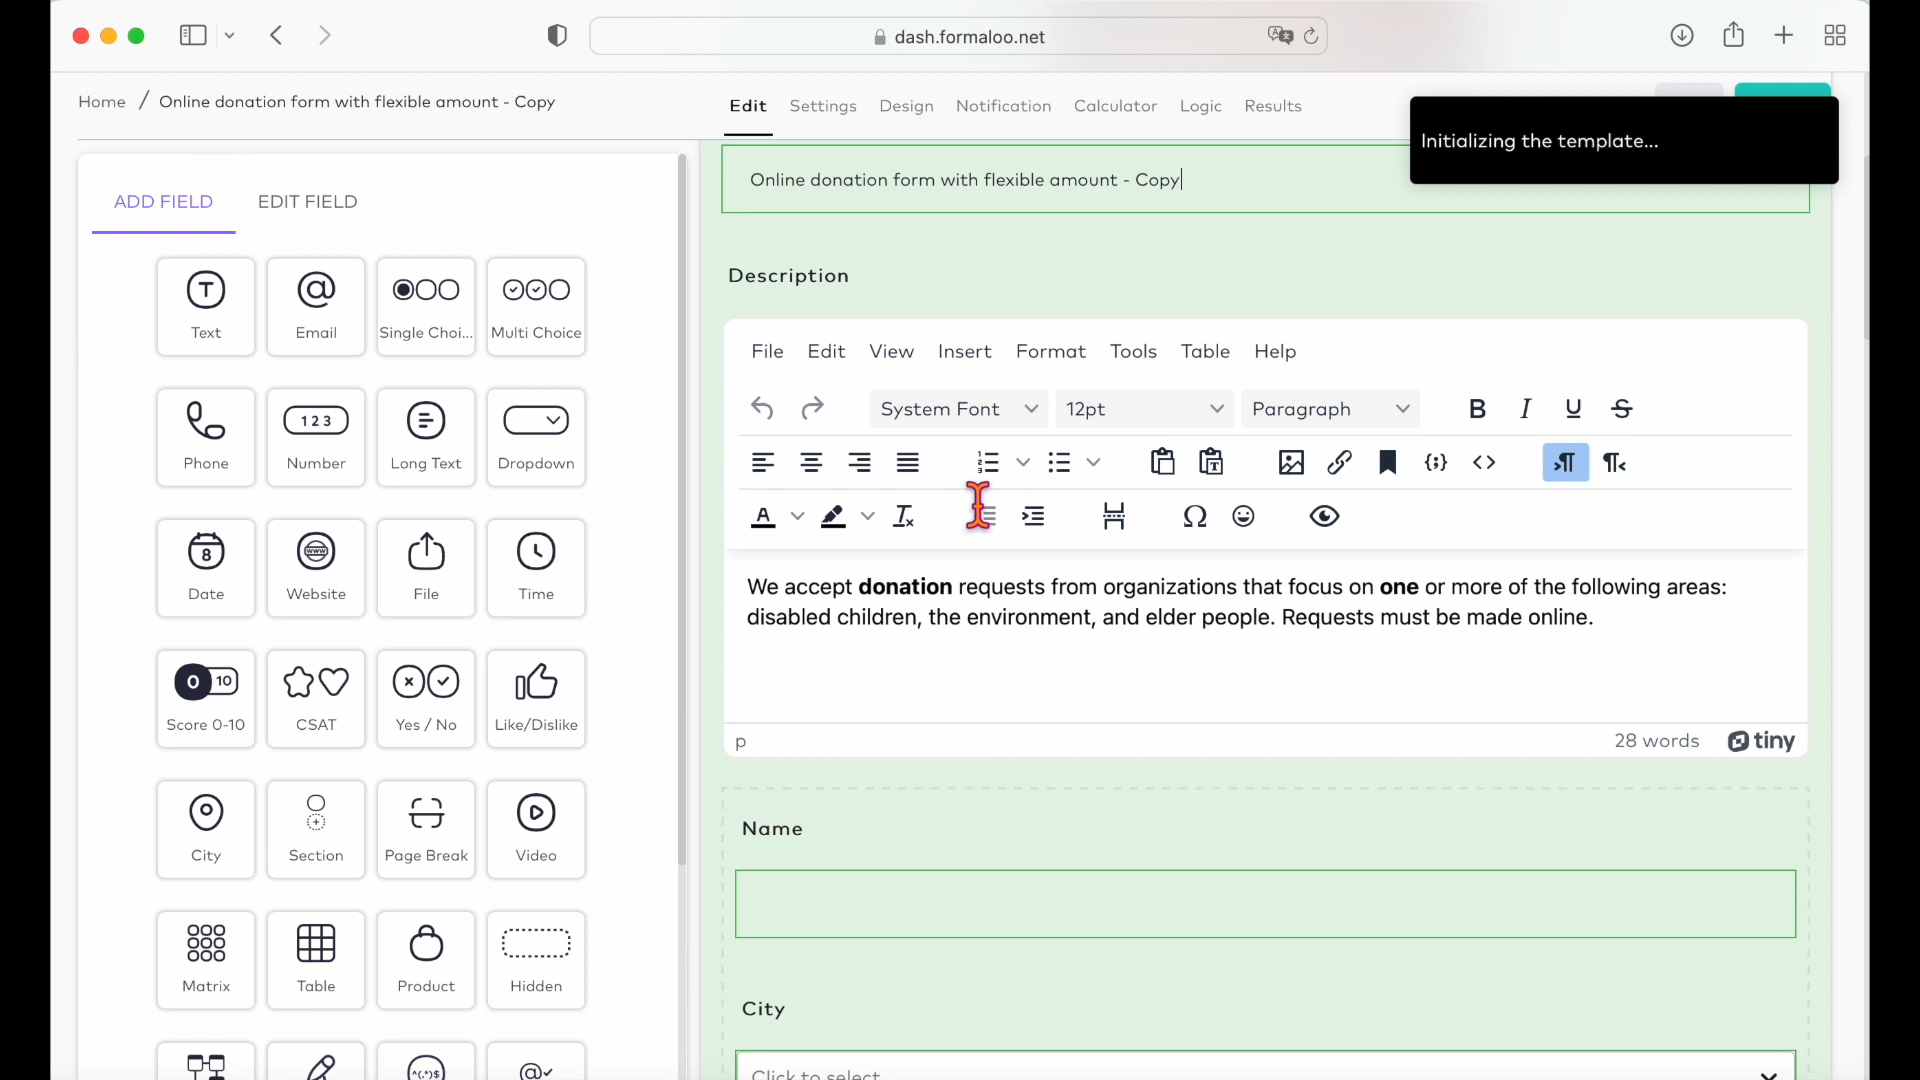 dash.formaloo.net
Home / Online donation form with flexible amount - Copy
Edit Settings Design Notification Calculator Logic Results
Initializing the template...
ADD FIELD EDIT FIELD
Text Email Single Choi... Multi Choice
Phone 1 2 3 Number Long Text Dropdown
8 Date www Website File Time
0 10 Score 0-10 CSAT Yes / No Like/Dislike
City Section Page Break Video
Matrix Table Product Hidden
Online donation form with flexible amount - Copy
Description
File Edit View Insert Format Tools Table Help
System Font 12pt Paragraph B I U S
We accept donation requests from organizations that focus on one or more of the following areas:
disabled children, the environment, and elder people. Requests must be made online.
p 28 words tiny
Name
City
Click to select